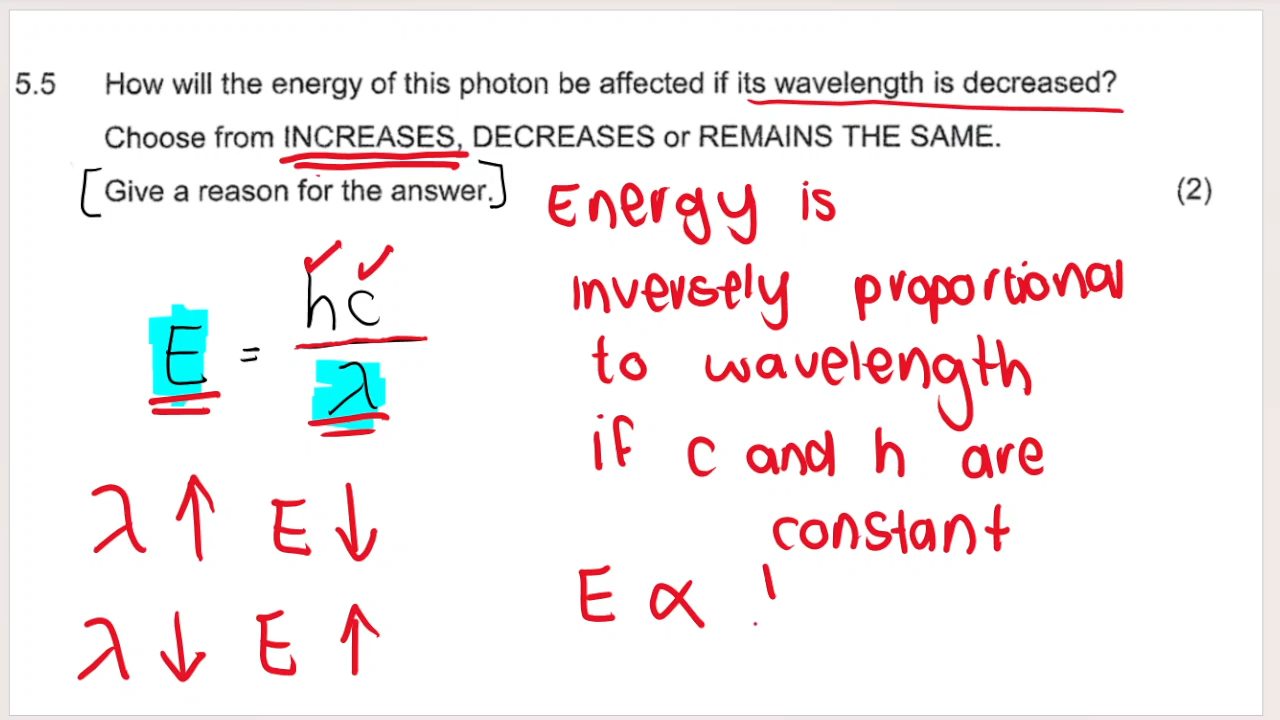 5.5 How will the energy of this photon be affected if its wavelength is decreased?
Choose from INCREASES, DECREASES or REMAINS THE SAME.
[Give a reason for the answer.] (2)
E = hc
λ
λ ↑ E ↓
λ ↓ E ↑
Energy is
inversely proportional
to wavelength
if c and h are
constant
E ∝ 1